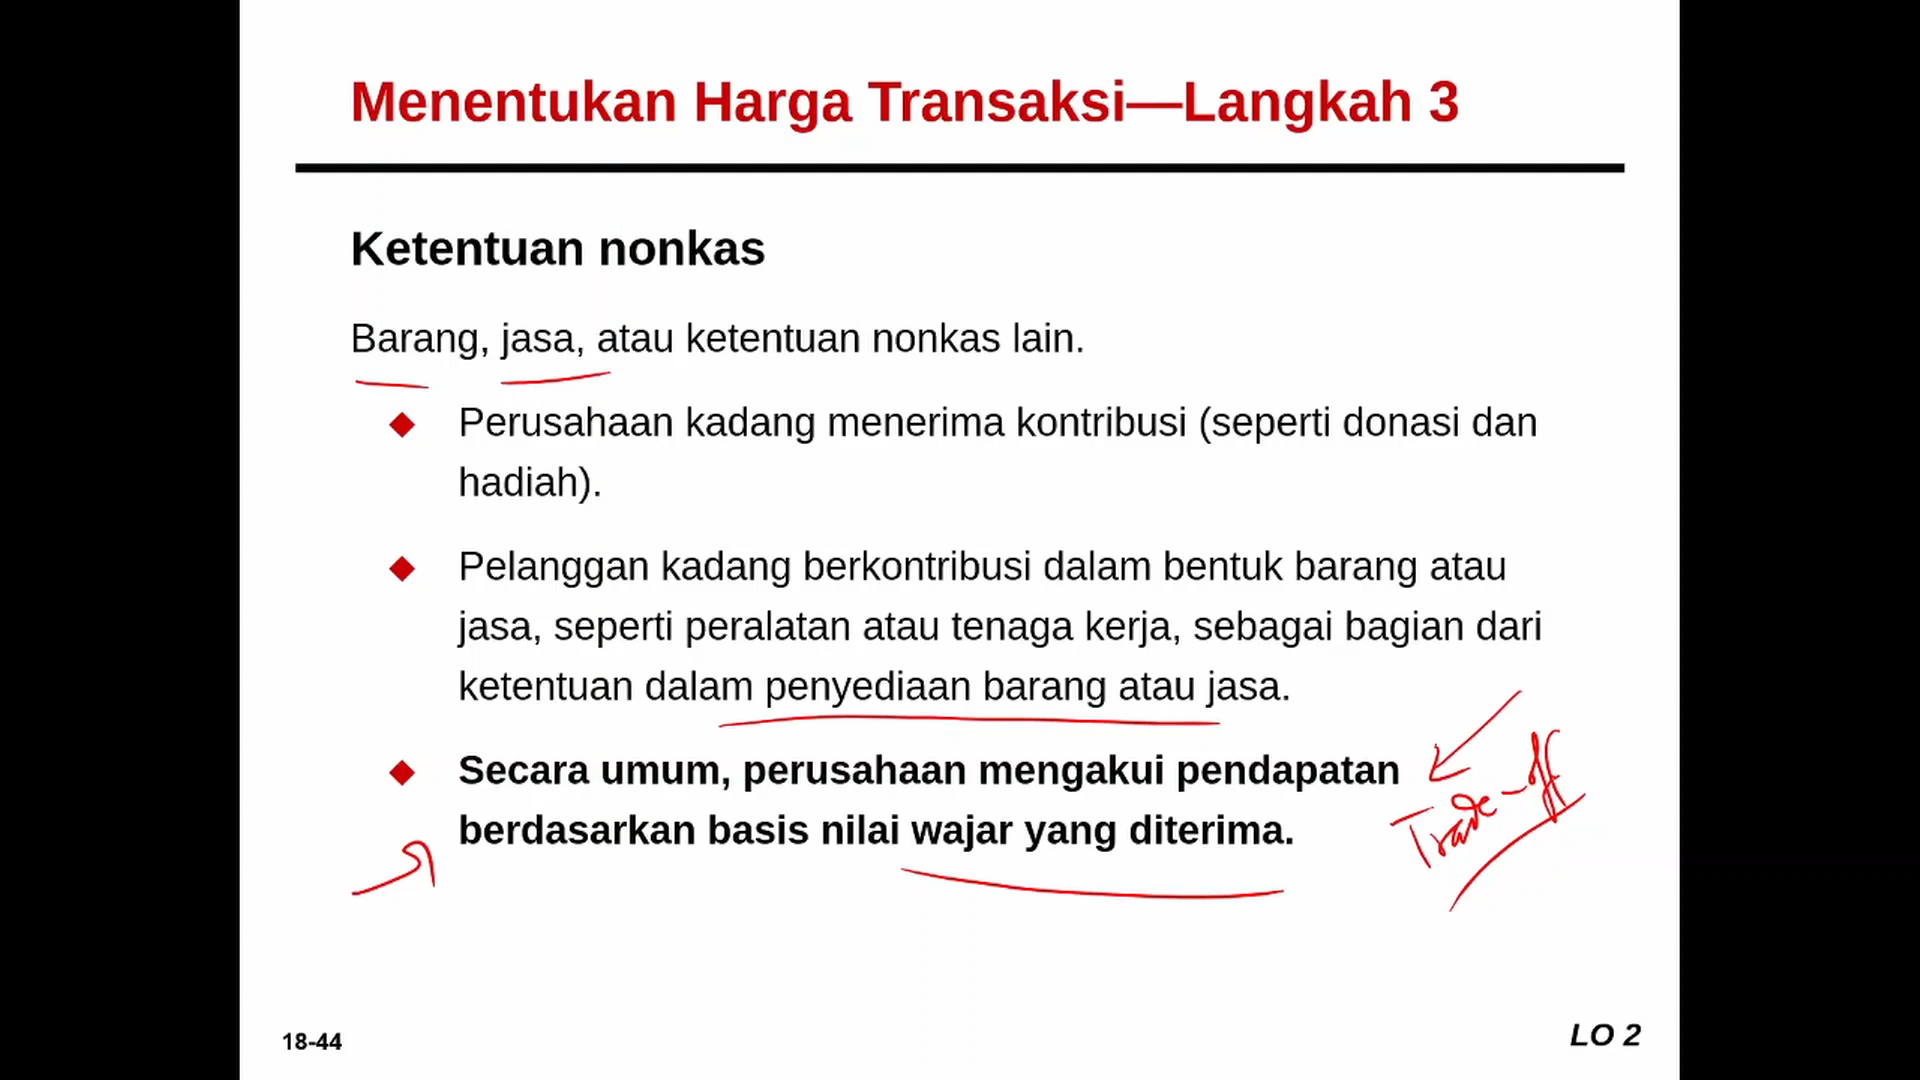 Menentukan Harga Transaksi—Langkah 3
Ketentuan nonkas
Barang, jasa, atau ketentuan nonkas lain.
Perusahaan kadang menerima kontribusi (seperti donasi dan
hadiah).
Pelanggan kadang berkontribusi dalam bentuk barang atau
jasa, seperti peralatan atau tenaga kerja, sebagai bagian dari
ketentuan dalam penyediaan barang atau jasa.
Secara umum, perusahaan mengakui pendapatan
berdasarkan basis nilai wajar yang diterima.
Trade-off
18-44
LO 2